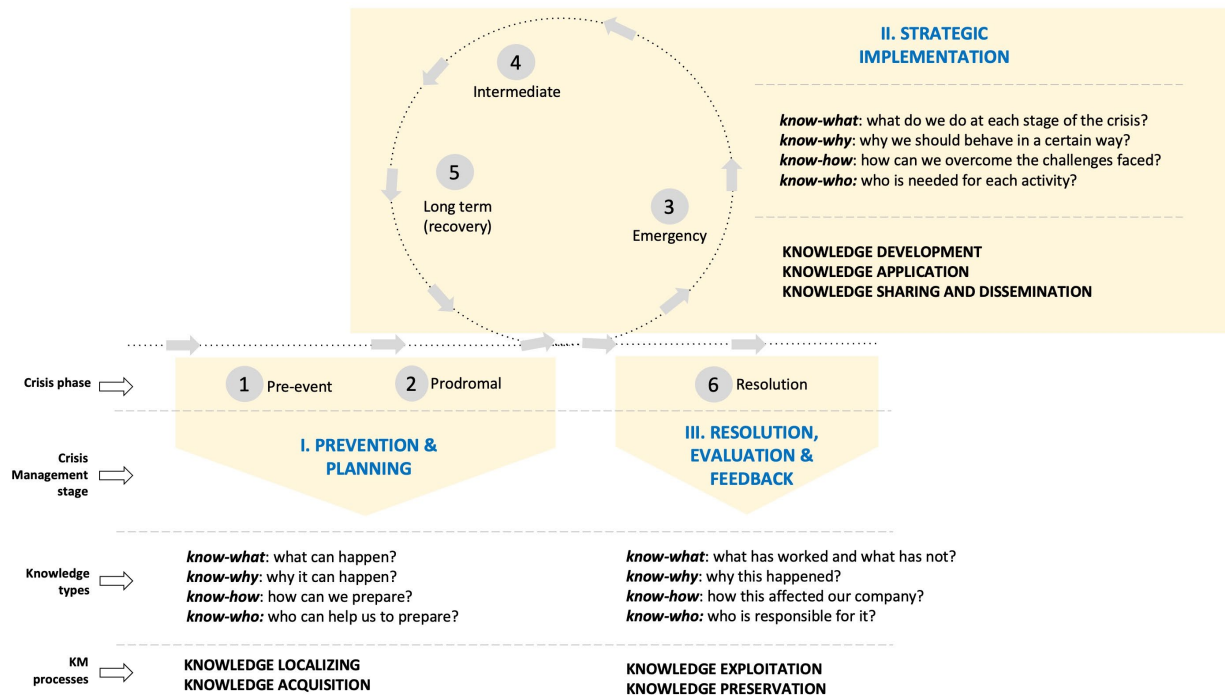 II. STRATEGIC
IMPLEMENTATION
4
Intermediate
know-what: what do we do at each stage of the crisis?
know-why: why we should behave in a certain way?
know-how: how can we overcome the challenges faced?
know-who: who is needed for each activity?
5
Long term
(recovery)
3
Emergency
KNOWLEDGE DEVELOPMENT
KNOWLEDGE APPLICATION
KNOWLEDGE SHARING AND DISSEMINATION
Crisis phase
1 Pre-event
2 Prodromal
6 Resolution
Crisis
Management
stage
I. PREVENTION &
PLANNING
III. RESOLUTION,
EVALUATION &
FEEDBACK
Knowledge
types
know-what: what can happen?
know-why: why it can happen?
know-how: how can we prepare?
know-who: who can help us to prepare?
know-what: what has worked and what has not?
know-why: why this happened?
know-how: how this affected our company?
know-who: who is responsible for it?
KM
processes
KNOWLEDGE LOCALIZING
KNOWLEDGE ACQUISITION
KNOWLEDGE EXPLOITATION
KNOWLEDGE PRESERVATION